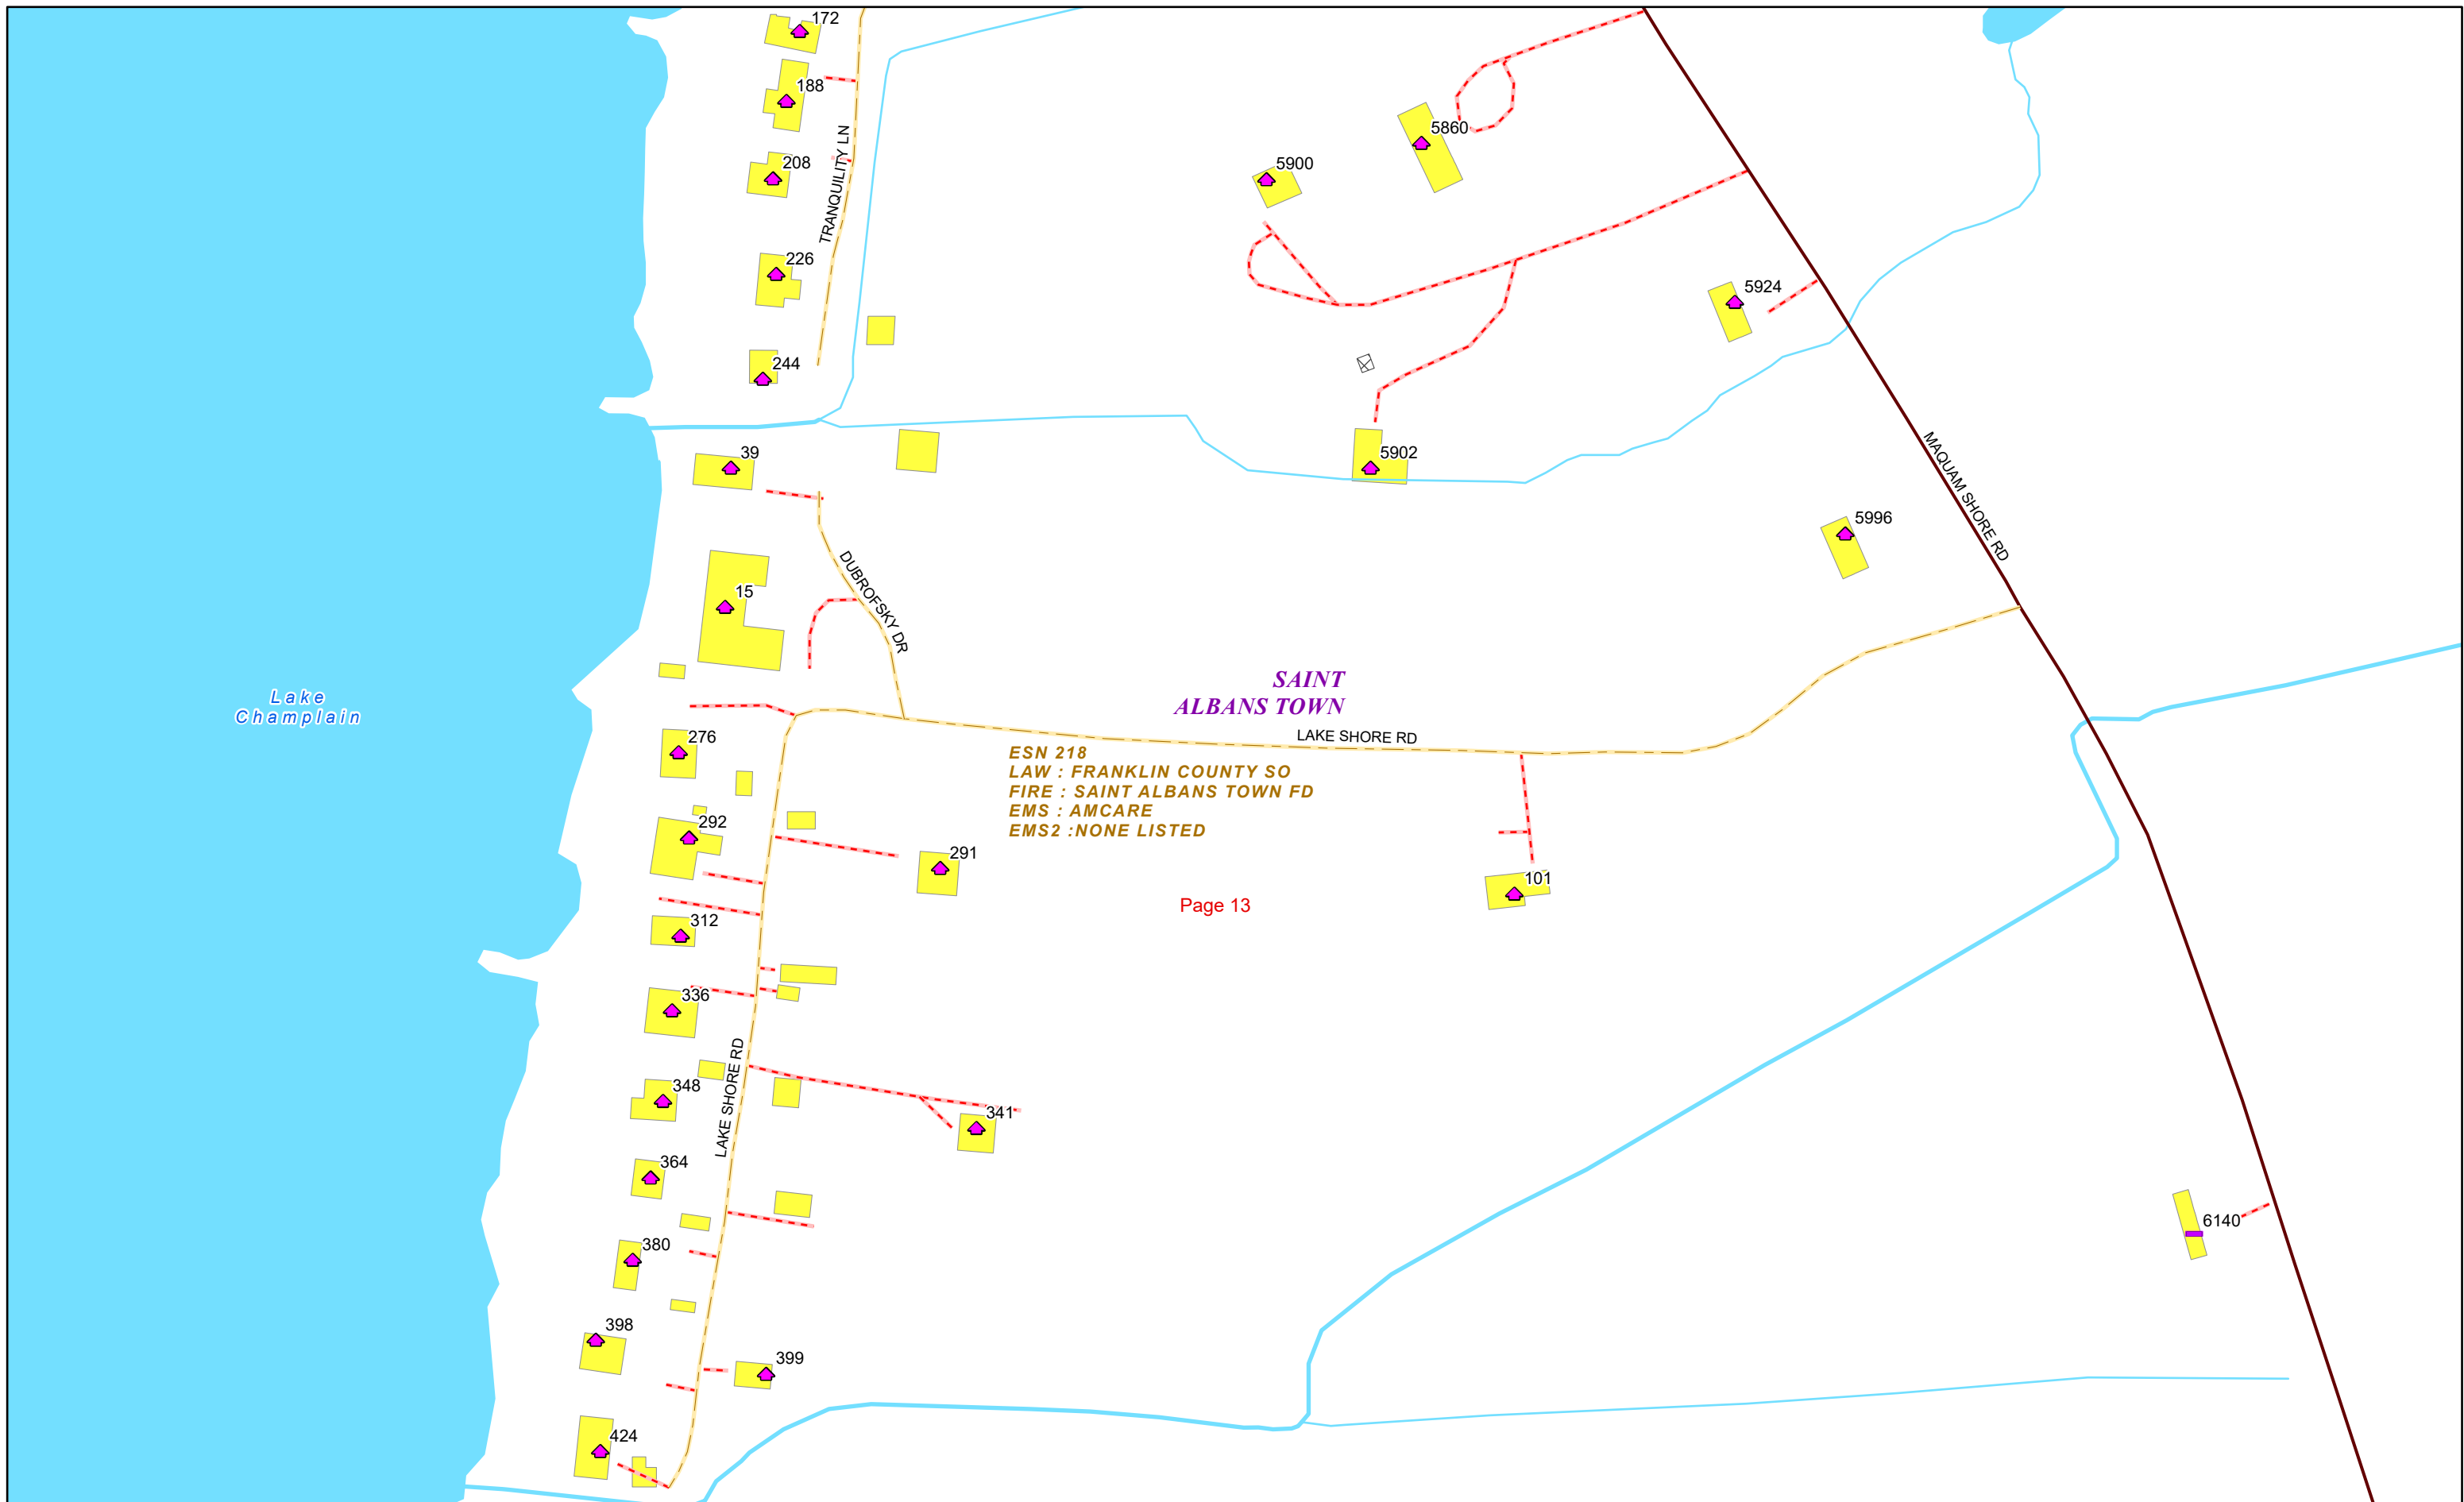 172
188
TRANQUILITY LN
208
5860
5900
226
5924
244
39
5902
MAQUAM SHORE RD
5996
DUBROFSKY DR
15
SAINT
ALBANS TOWN
Lake
Champlain
LAKE SHORE RD
276
ESN 218
LAW : FRANKLIN COUNTY SO
FIRE : SAINT ALBANS TOWN FD
EMS : AMCARE
EMS2 :NONE LISTED
292
291
101
Page 13
312
336
LAKE SHORE RD
348
341
364
6140
380
398
399
424